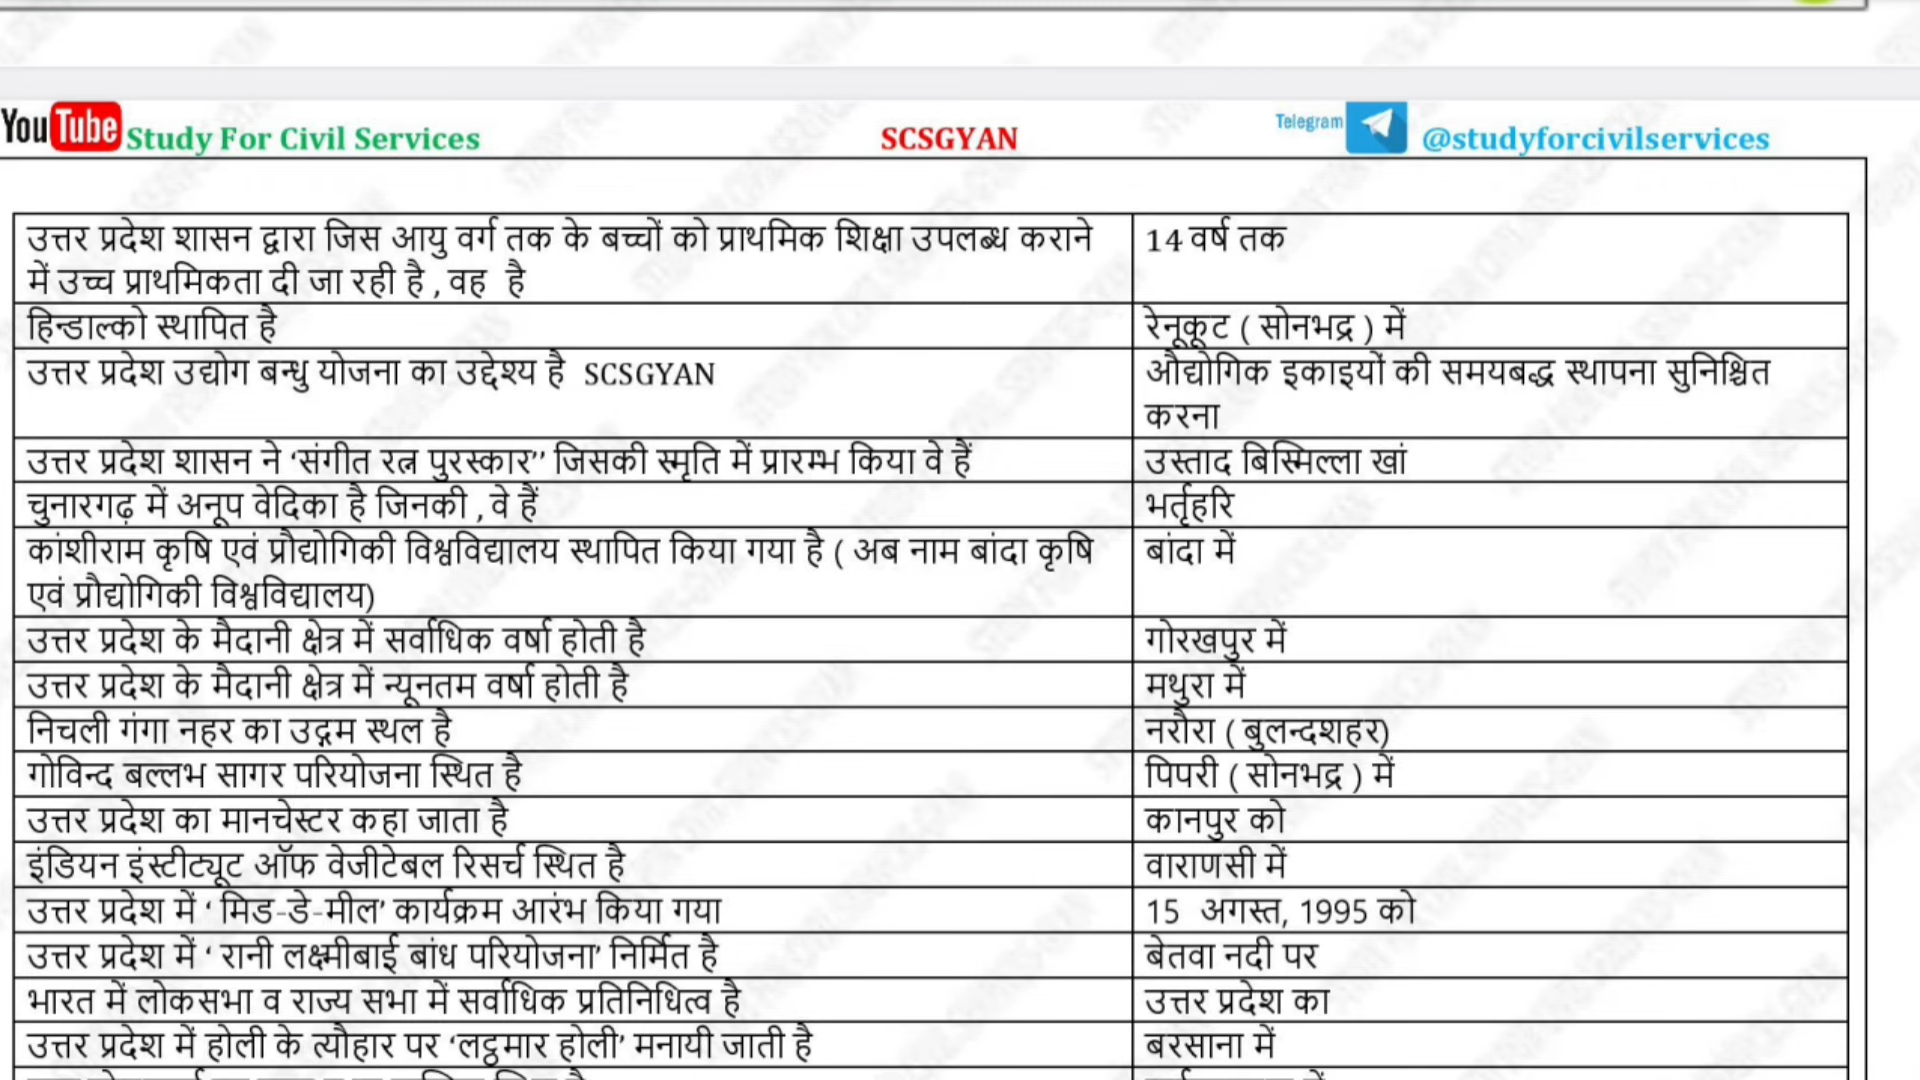 YouTube Study For Civil Services SCSGYAN Telegram @studyforcivilservices
उत्तर प्रदेश शासन द्वारा जिस आयु वर्ग तक के बच्चों को प्राथमिक शिक्षा उपलब्ध कराने
में उच्च प्राथमिकता दी जा रही है , वह है
14 वर्ष तक
हिन्डाल्को स्थापित है
रेनूकूट ( सोनभद्र ) में
उत्तर प्रदेश उद्योग बन्धु योजना का उद्देश्य है SCSGYAN
औद्योगिक इकाइयों की समयबद्ध स्थापना सुनिश्चित
करना
उत्तर प्रदेश शासन ने ‘संगीत रत्न पुरस्कार’’ जिसकी स्मृति में प्रारम्भ किया वे हैं
उस्ताद बिस्मिल्ला खां
चुनारगढ़ में अनूप वेदिका है जिनकी , वे हैं
भर्तृहरि
कांशीराम कृषि एवं प्रौद्योगिकी विश्वविद्यालय स्थापित किया गया है ( अब नाम बांदा कृषि
एवं प्रौद्योगिकी विश्वविद्यालय)
बांदा में
उत्तर प्रदेश के मैदानी क्षेत्र में सर्वाधिक वर्षा होती है
गोरखपुर में
उत्तर प्रदेश के मैदानी क्षेत्र में न्यूनतम वर्षा होती है
मथुरा में
निचली गंगा नहर का उद्गम स्थल है
नरौरा ( बुलन्दशहर)
गोविन्द बल्लभ सागर परियोजना स्थित है
पिपरी ( सोनभद्र ) में
उत्तर प्रदेश का मानचेस्टर कहा जाता है
कानपुर को
इंडियन इंस्टीट्यूट ऑफ वेजीटेबल रिसर्च स्थित है
वाराणसी में
उत्तर प्रदेश में ‘ मिड-डे-मील’ कार्यक्रम आरंभ किया गया
15 अगस्त, 1995 को
उत्तर प्रदेश में ‘ रानी लक्ष्मीबाई बांध परियोजना’ निर्मित है
बेतवा नदी पर
भारत में लोकसभा व राज्य सभा में सर्वाधिक प्रतिनिधित्व है
उत्तर प्रदेश का
उत्तर प्रदेश में होली के त्यौहार पर ‘लट्ठमार होली’ मनायी जाती है
बरसाना में